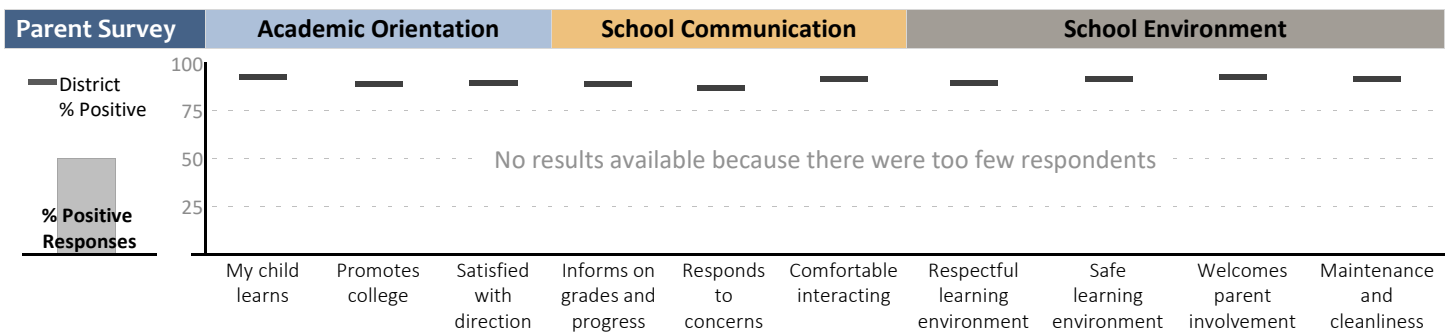 Parent Survey
Academic Orientation
School Communication
School Environment
District
% Positive
% Positive
Responses
100
75
50
25
No results available because there were too few respondents
My child
learns
Promotes
college
Satisfied
with
direction
Informs on
grades and
progress
Responds
to
concerns
Comfortable
interacting
Respectful
learning
environment
Safe
learning
environment
Welcomes
parent
involvement
Maintenance
and
cleanliness